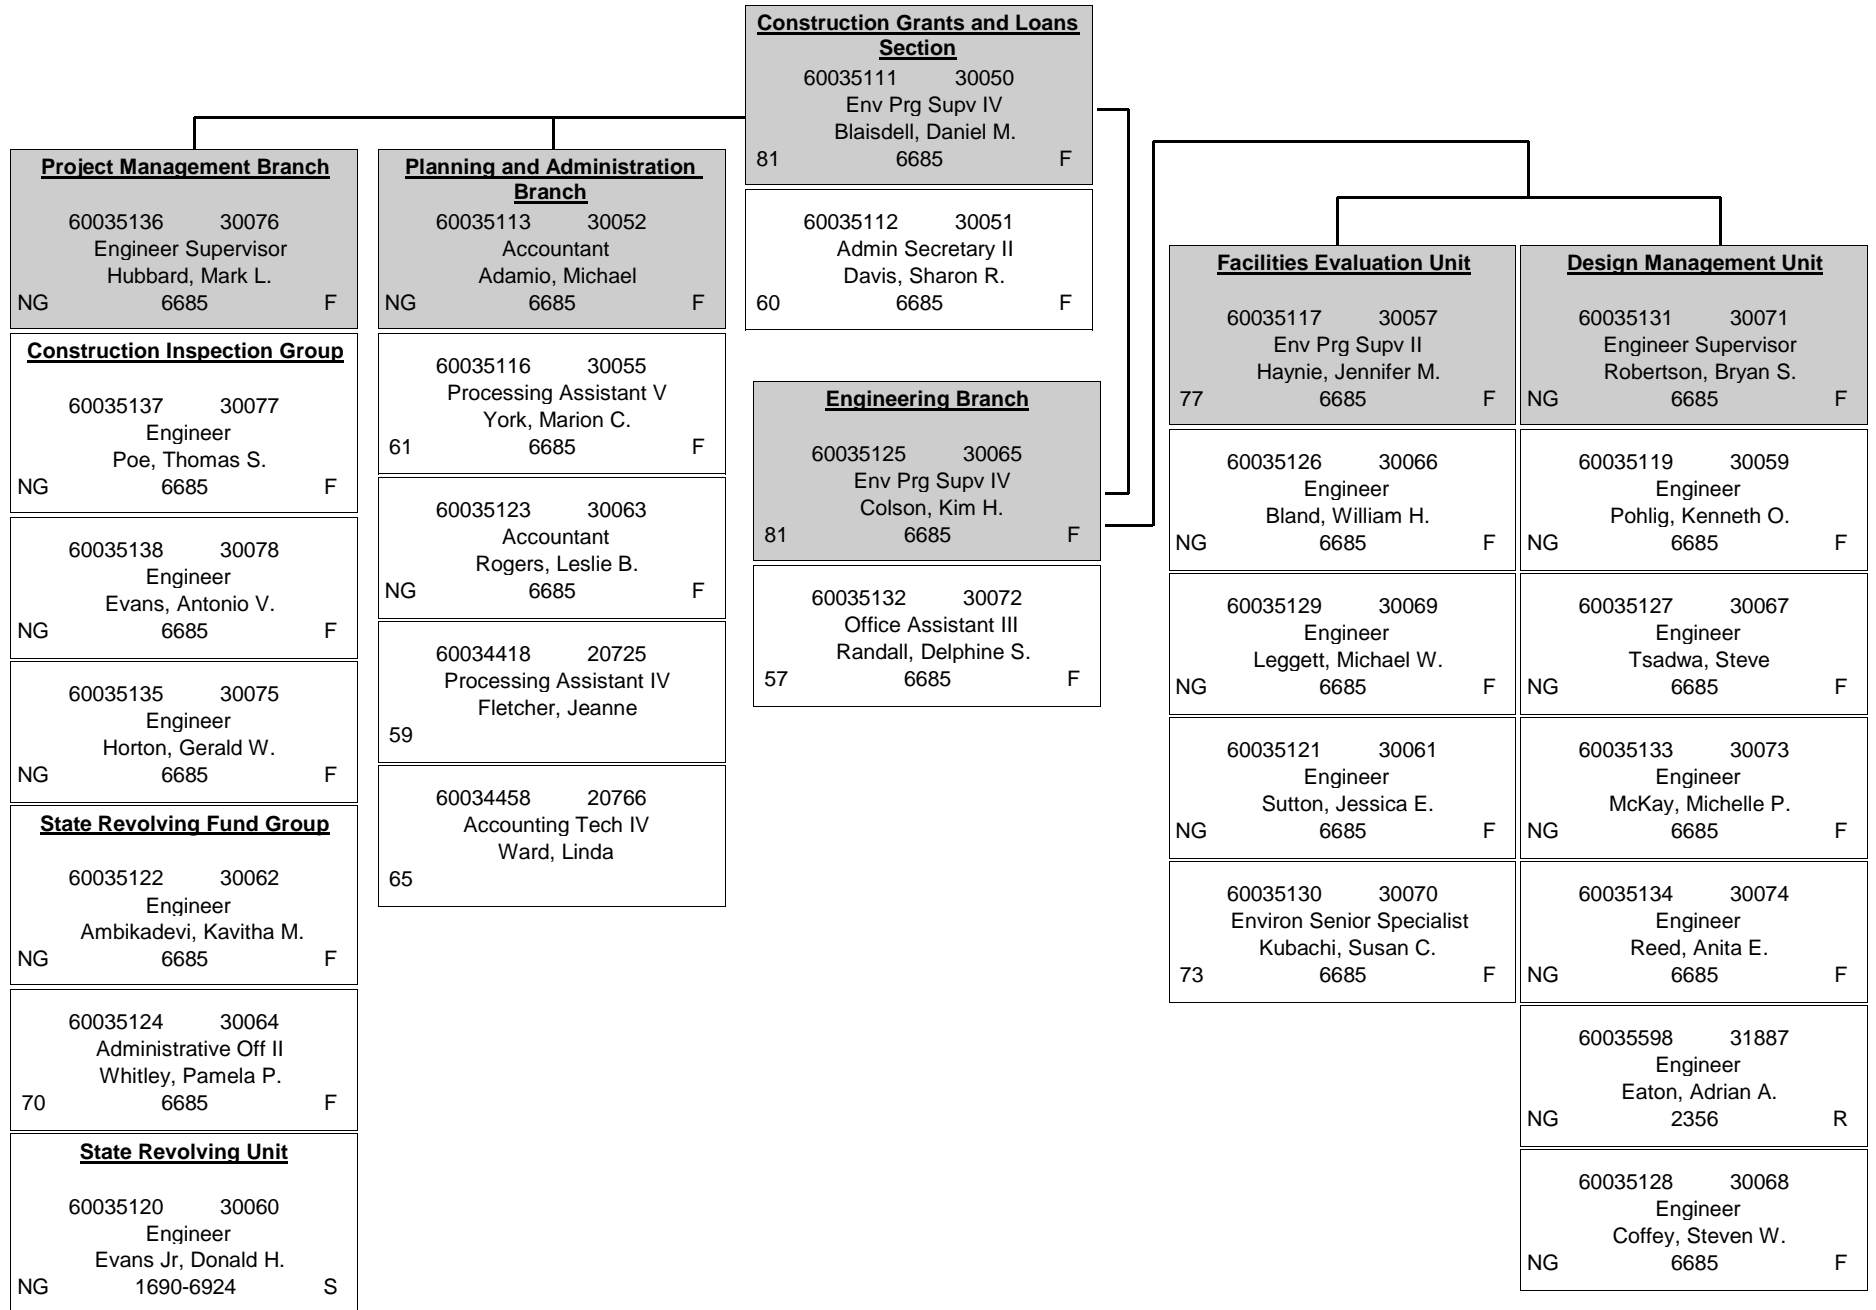 Construction Grants and Loans
Section
60035111 30050
Env Prg Supv IV
Blaisdell, Daniel M.
81 6685 F
60035112 30051
Admin Secretary II
Davis, Sharon R.
60 6685 F
Project Management Branch
60035136 30076
Engineer Supervisor
Hubbard, Mark L.
NG 6685 F
Construction Inspection Group
60035137 30077
Engineer
Poe, Thomas S.
NG 6685 F
60035138 30078
Engineer
Evans, Antonio V.
NG 6685 F
60035135 30075
Engineer
Horton, Gerald W.
NG 6685 F
State Revolving Fund Group
60035122 30062
Engineer
Ambikadevi, Kavitha M.
NG 6685 F
60035124 30064
Administrative Off II
Whitley, Pamela P.
70 6685 F
State Revolving Unit
60035120 30060
Engineer
Evans Jr, Donald H.
NG 1690-6924 S
Planning and Administration
Branch
60035113 30052
Accountant
Adamio, Michael
NG 6685 F
60035116 30055
Processing Assistant V
York, Marion C.
61 6685 F
60035123 30063
Accountant
Rogers, Leslie B.
NG 6685 F
60034418 20725
Processing Assistant IV
Fletcher, Jeanne
59
60034458 20766
Accounting Tech IV
Ward, Linda
65
Engineering Branch
60035125 30065
Env Prg Supv IV
Colson, Kim H.
81 6685 F
60035132 30072
Office Assistant III
Randall, Delphine S.
57 6685 F
Facilities Evaluation Unit
60035117 30057
Env Prg Supv II
Haynie, Jennifer M.
77 6685 F
60035126 30066
Engineer
Bland, William H.
NG 6685 F
60035129 30069
Engineer
Leggett, Michael W.
NG 6685 F
60035121 30061
Engineer
Sutton, Jessica E.
NG 6685 F
60035130 30070
Environ Senior Specialist
Kubachi, Susan C.
73 6685 F
Design Management Unit
60035131 30071
Engineer Supervisor
Robertson, Bryan S.
NG 6685 F
60035119 30059
Engineer
Pohlig, Kenneth O.
NG 6685 F
60035127 30067
Engineer
Tsadwa, Steve
NG 6685 F
60035133 30073
Engineer
McKay, Michelle P.
NG 6685 F
60035134 30074
Engineer
Reed, Anita E.
NG 6685 F
60035598 31887
Engineer
Eaton, Adrian A.
NG 2356 R
60035128 30068
Engineer
Coffey, Steven W.
NG 6685 F